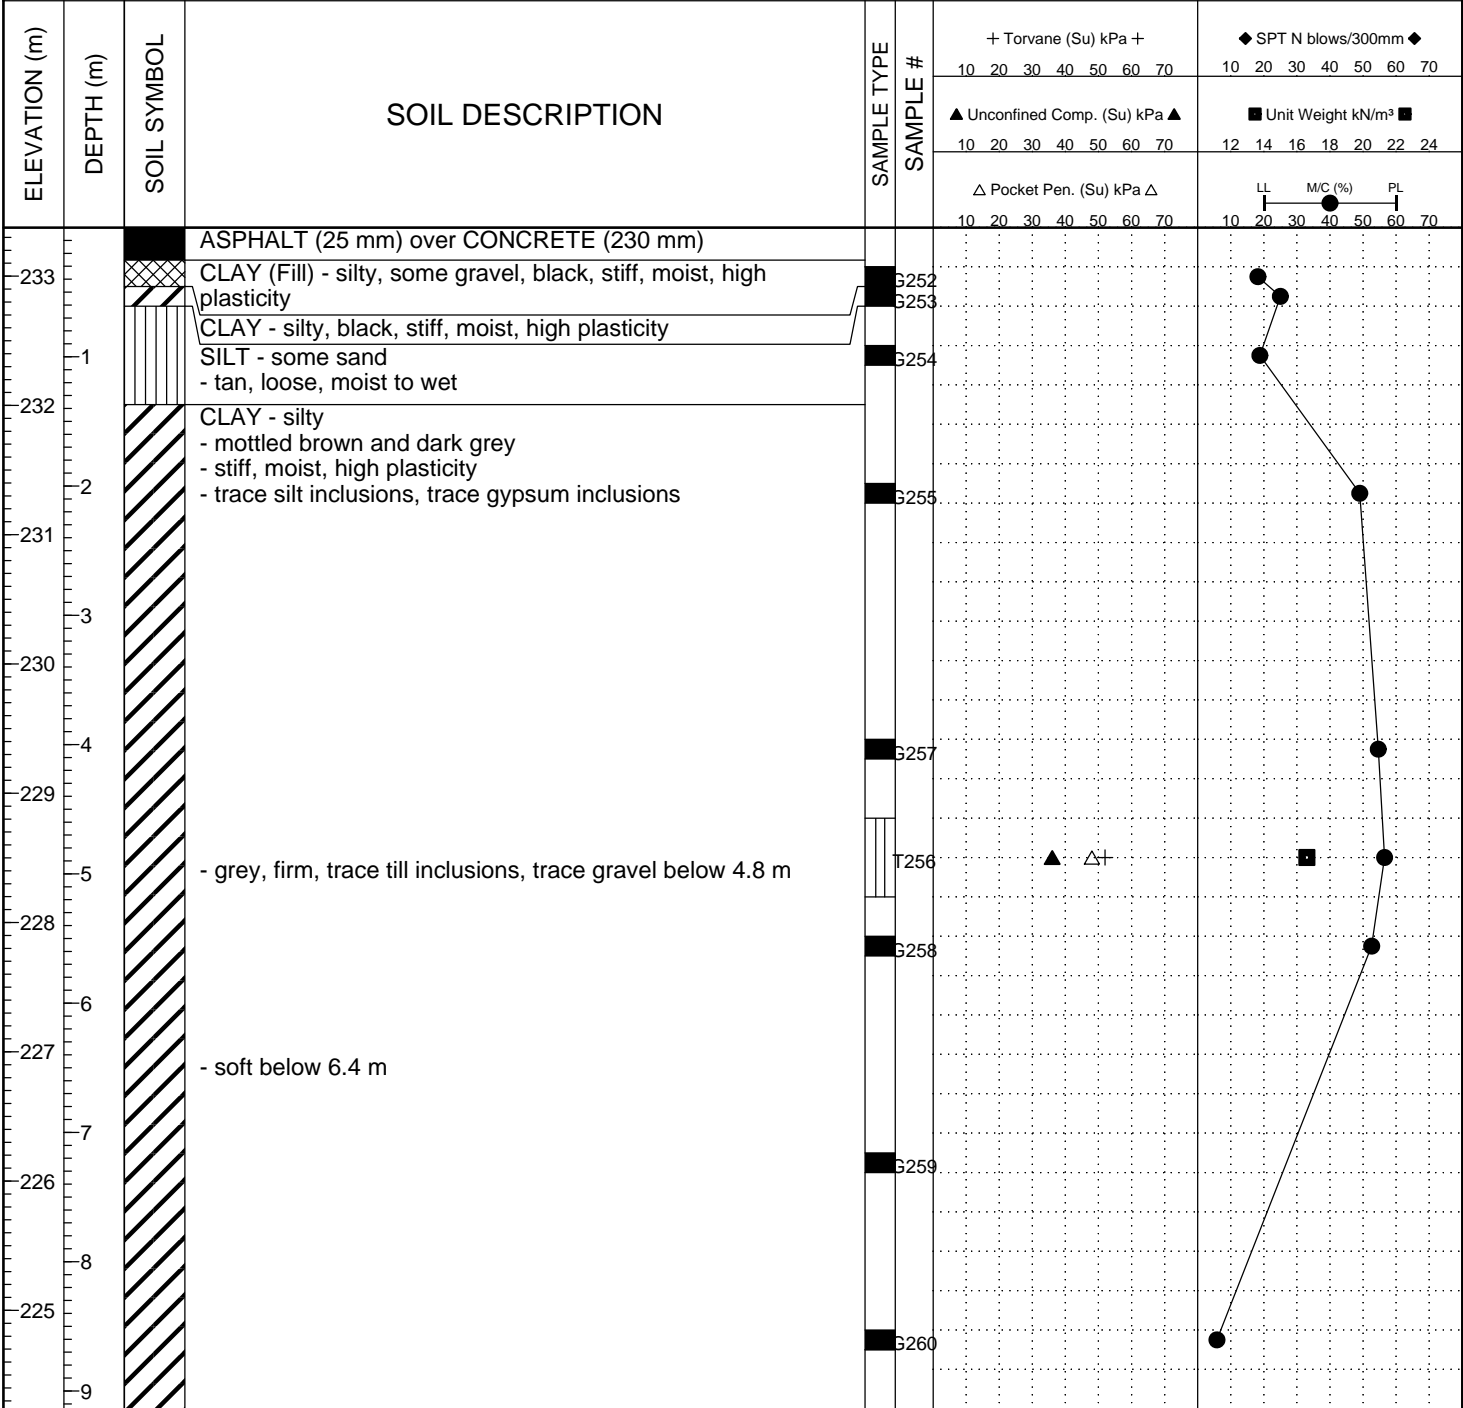 ELEVATION (m)
DEPTH (m)
SOIL SYMBOL
SOIL DESCRIPTION
SAMPLE TYPE
SAMPLE #
+ Torvane (Su) kPa +
10 20 30 40 50 60 70
▲ Unconfined Comp. (Su) kPa ▲
10 20 30 40 50 60 70
△ Pocket Pen. (Su) kPa △
10 20 30 40 50 60 70
◆ SPT N blows/300mm ◆
10 20 30 40 50 60 70
■ Unit Weight kN/m³ ■
12 14 16 18 20 22 24
LL M/C (%) PL
10 20 30 40 50 60 70
ASPHALT (25 mm) over CONCRETE (230 mm)
233
CLAY (Fill) - silty, some gravel, black, stiff, moist, high
plasticity
G252
G253
CLAY - silty, black, stiff, moist, high plasticity
1
SILT - some sand
- tan, loose, moist to wet
G254
232
CLAY - silty
- mottled brown and dark grey
- stiff, moist, high plasticity
2
- trace silt inclusions, trace gypsum inclusions
G255
231
3
230
4
G257
229
T256
5
- grey, firm, trace till inclusions, trace gravel below 4.8 m
228
G258
6
227
- soft below 6.4 m
7
G259
226
8
225
G260
9